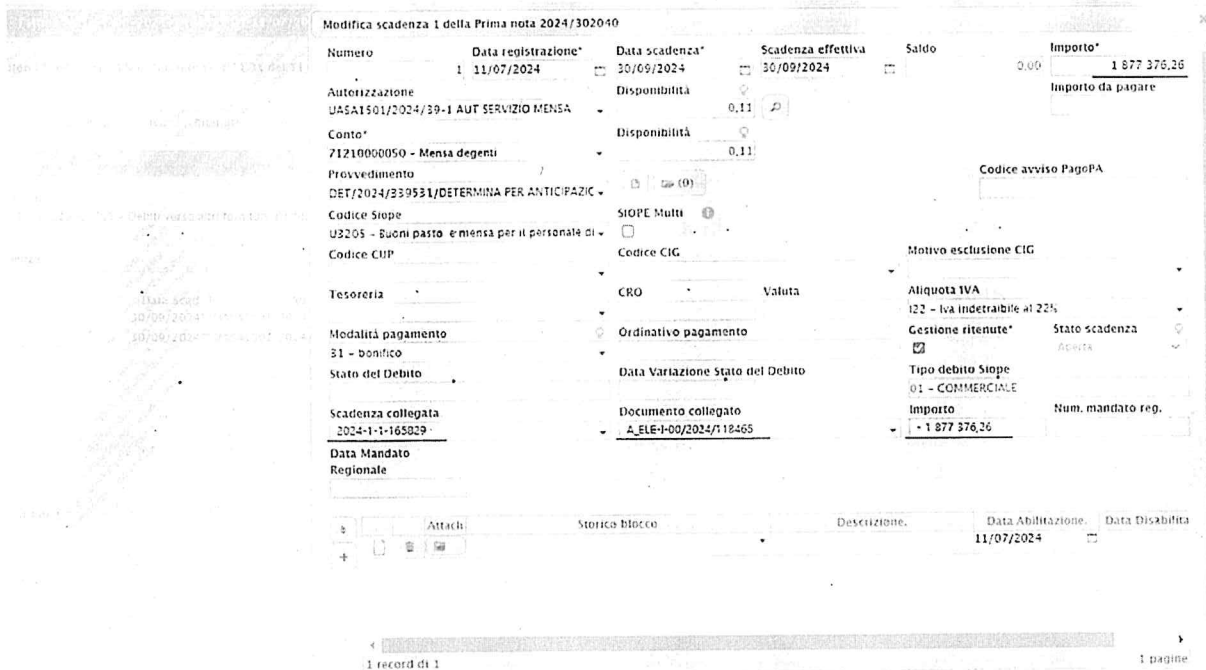 Modifica scadenza 1 della Prima nota 2024/302040
Numero Data registrazione* Data scadenza* Scadenza effettiva Saldo Importo*
1 11/07/2024 30/09/2024 30/09/2024 0,00 1 877 376,26
Autorizzazione Disponibilità Importo da pagare
UASA1501/2024/39-1 AUT SERVIZIO MENSA 0,11
Conto* Disponibilità
71210000050 - Mensa degenti 0,11
Provvedimento Codice avviso PagoPA
DET/2024/339531/DETERMINA PER ANTICIPAZIC (0)
Codice Siope SIOPE Multi
U3205 - Buoni pasto e mensa per il personale di
Codice CUP Codice CIG Motivo esclusione CIG
Tesoreria CRO Valuta Aliquota IVA
I22 - Iva indetraibile al 22%
Modalità pagamento Ordinativo pagamento Gestione ritenute* Stato scadenza
31 - bonifico Aperta
Stato del Debito Data Variazione Stato del Debito Tipo debito Siope
01 - COMMERCIALE
Scadenza collegata Documento collegato Importo Num. mandato reg.
2024-1-1-165829 A_ELE-I-00/2024/118465 - 1 877 376,26
Data Mandato
Regionale
Attach Storico blocco Descrizione. Data Abilitazione. Data Disabilita
11/07/2024
1 record di 1 1 pagine